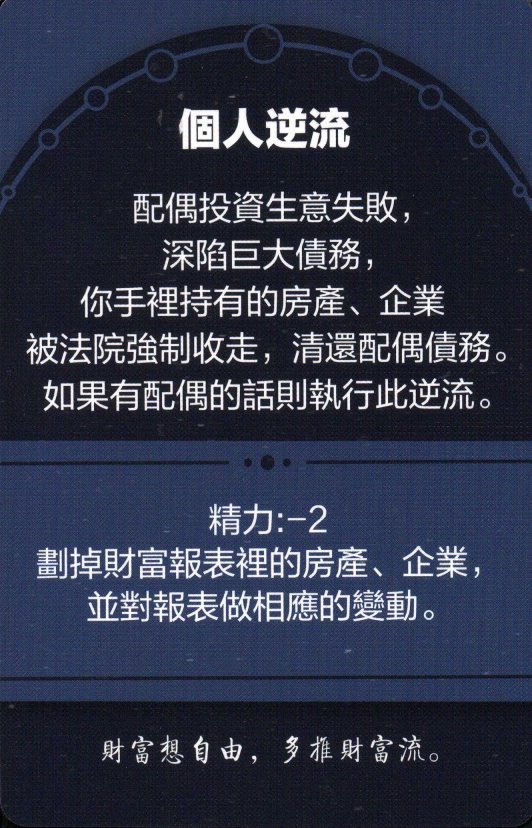 個人逆流
配偶投資生意失敗，
深陷巨大債務，
你手裡持有的房產、企業
被法院強制收走，清還配偶債務。
如果有配偶的話則執行此逆流。
精力:-2
劃掉財富報表裡的房產、企業，
並對報表做相應的變動。
財富想自由，多推財富流。